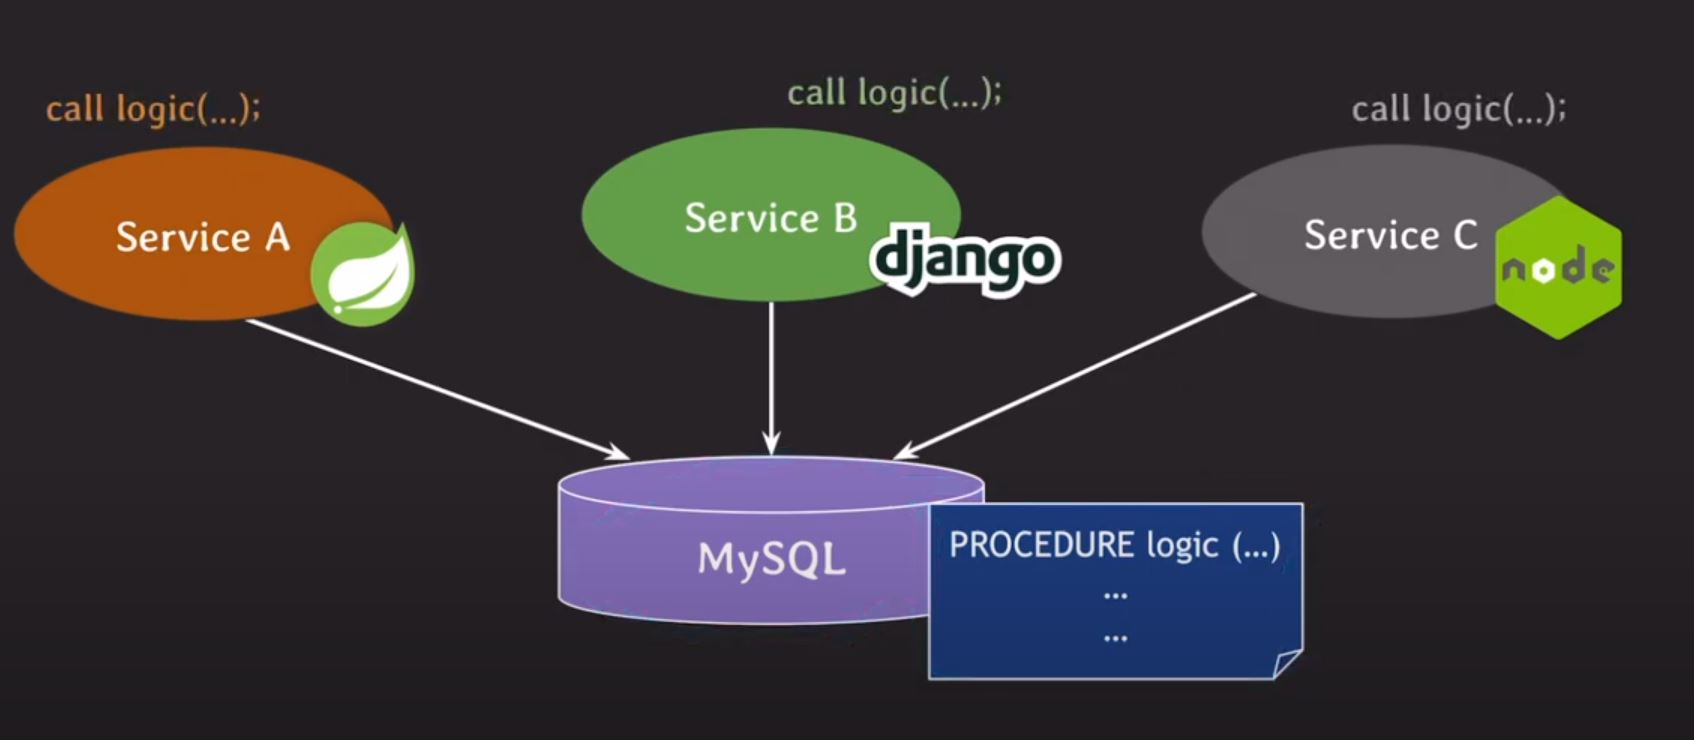 call logic(...);
call logic(...);
call logic(...);
Service A
Service B
django
Service C
node
MySQL
PROCEDURE logic (...)
...
...